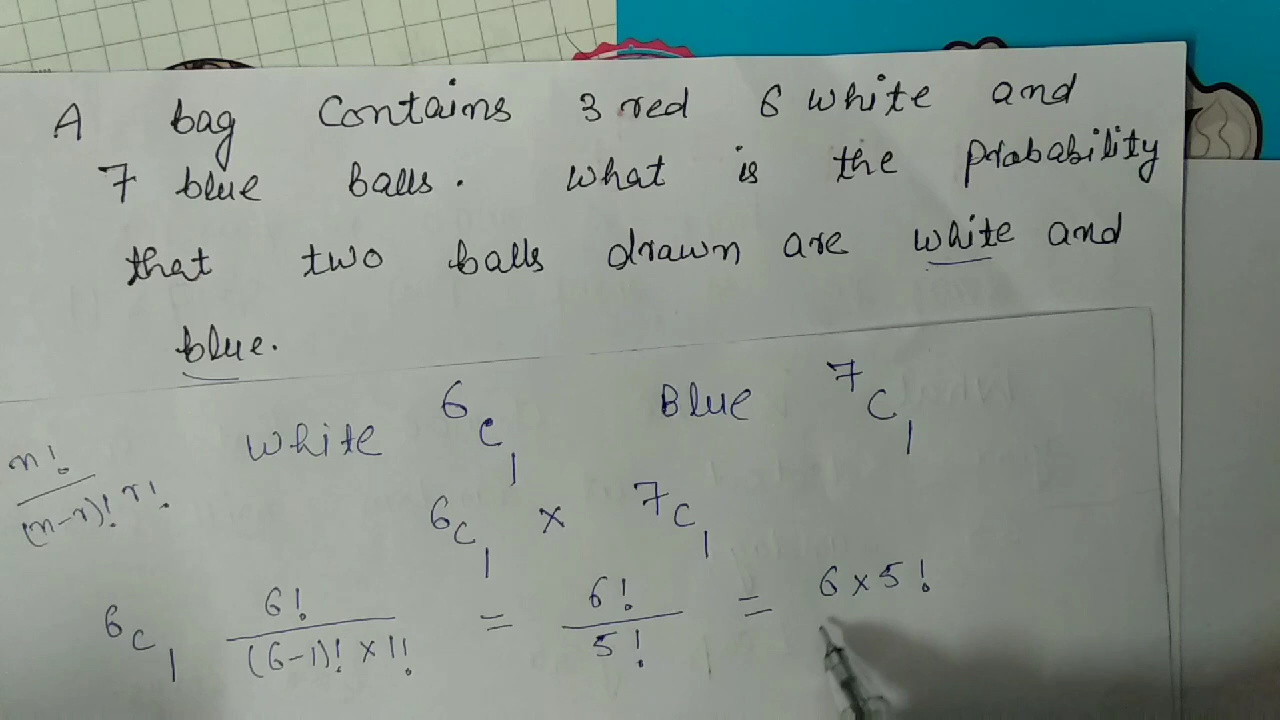 A bag contains 3 red 6 white and
7 blue balls. What is the probability
that two balls drawn are white and
blue.
White 6C1 Blue 7C1
n!/(n-r)! r!
6C1 × 7C1
6C1 6!/(6-1)! × 1! = 6!/5! = 6×5!